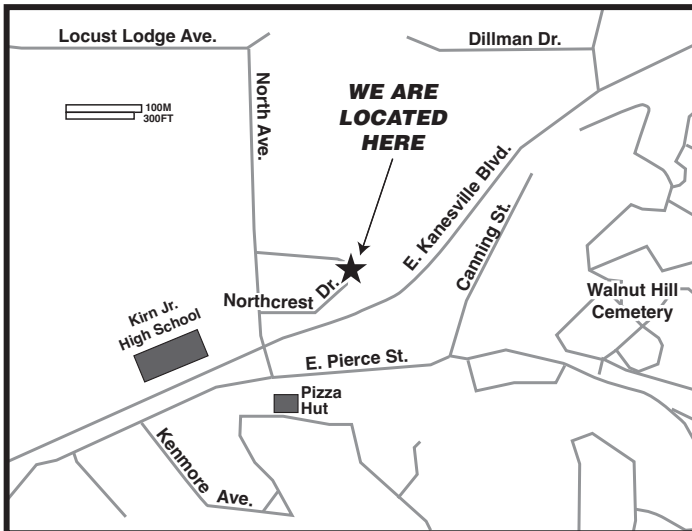 Locust Lodge Ave.
Dillman Dr.
100M
300FT
North Ave.
WE ARE
LOCATED
HERE
E. Kanesville Blvd.
Canning St.
Northcrest Dr.
Walnut Hill
Cemetery
Kirn Jr.
High School
E. Pierce St.
Pizza
Hut
Kenmore Ave.